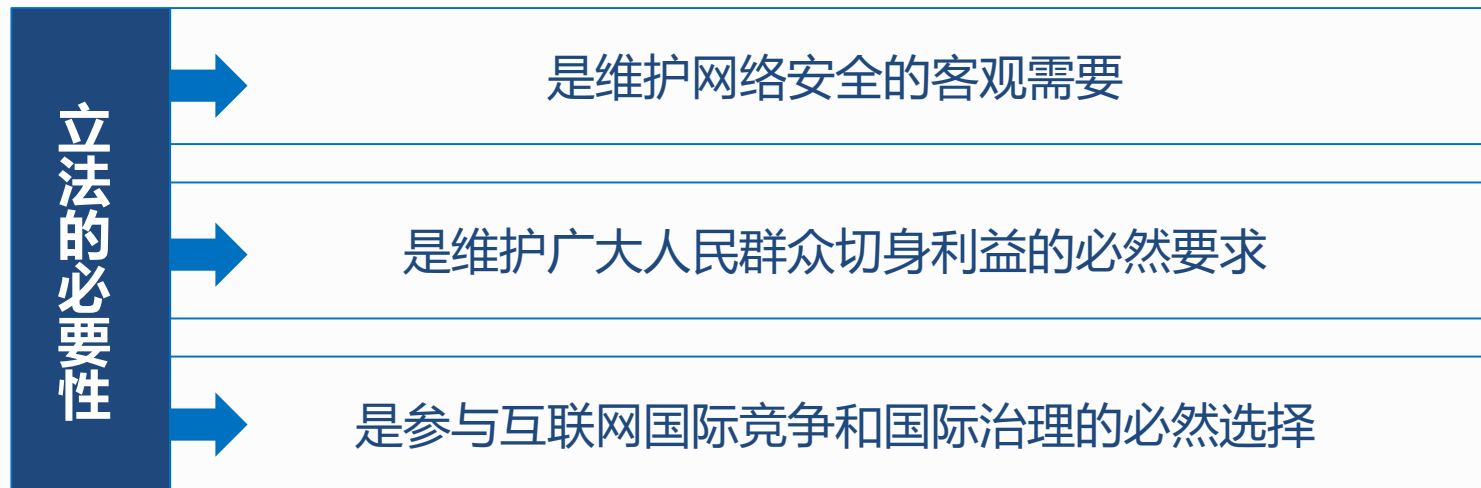 立法的必要性
是维护网络安全的客观需要
是维护广大人民群众切身利益的必然要求
是参与互联网国际竞争和国际治理的必然选择